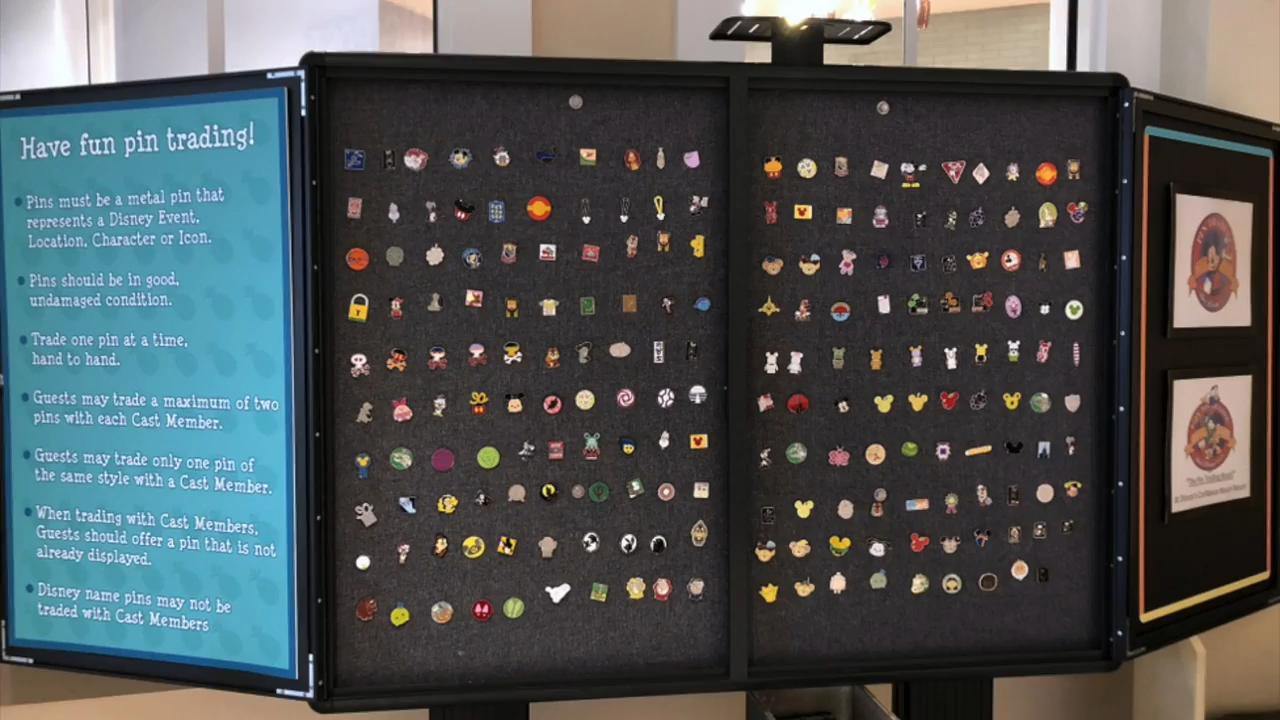 Have fun pin trading!
Pins must be a metal pin that
represents a Disney Event,
Location, Character or Icon.
Pins should be in good,
undamaged condition.
Trade one pin at a time,
hand to hand.
Guests may trade a maximum of two
pins with each Cast Member.
Guests may trade only one pin of
the same style with a Cast Member.
When trading with Cast Members,
Guests should offer a pin that is not
already displayed.
Disney name pins may not be
traded with Cast Members
"The Pin Trading Board"